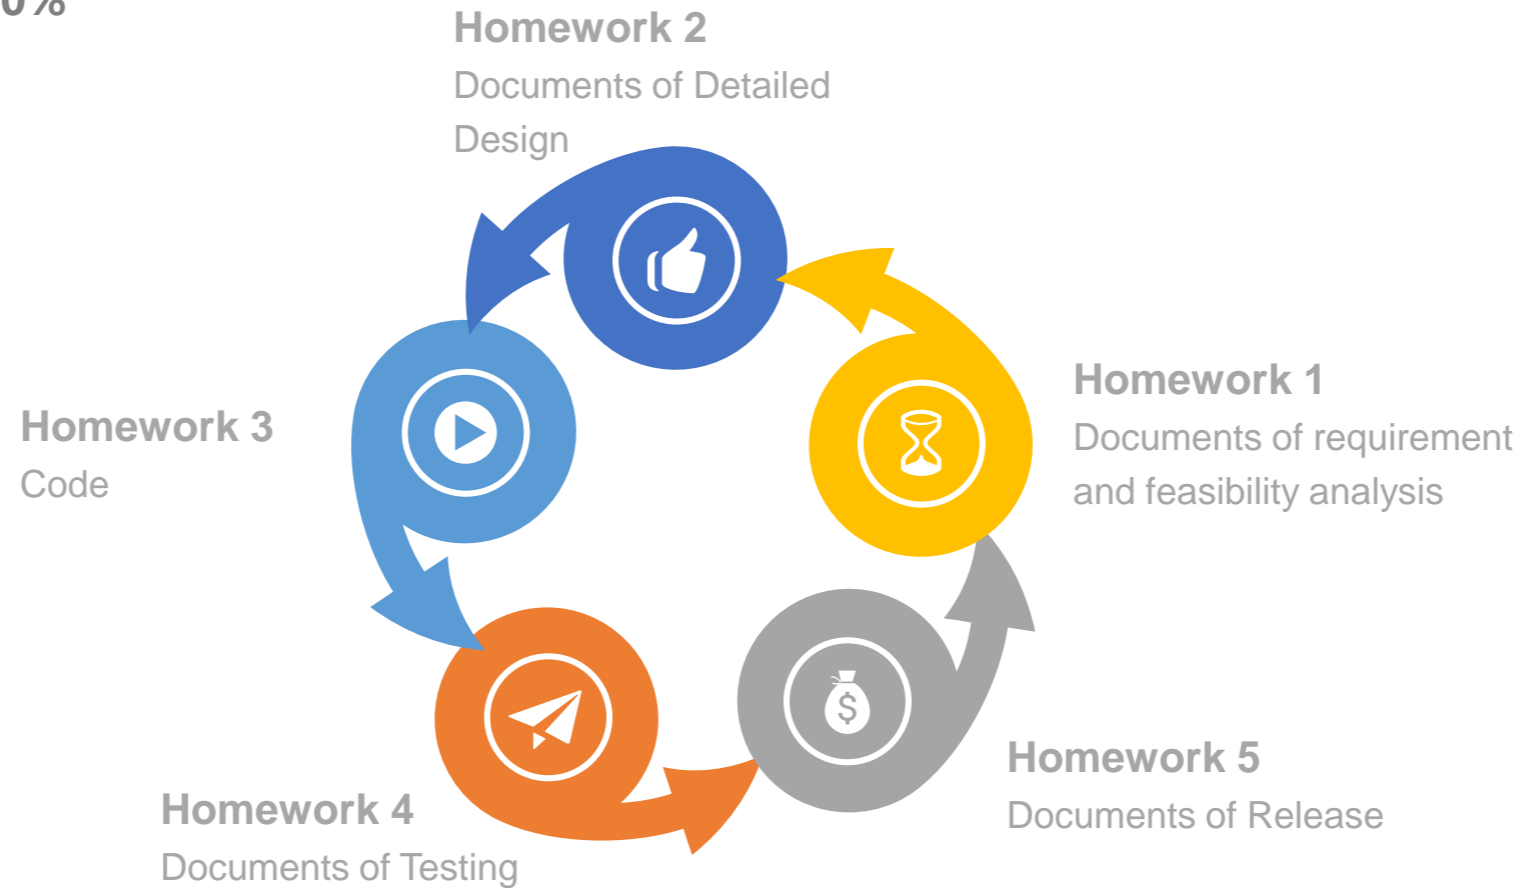 0%
Homework 2
Documents of Detailed
Design
Homework 1
Documents of requirement
and feasibility analysis
Homework 3
Code
$
Homework 5
Documents of Release
Homework 4
Documents of Testing